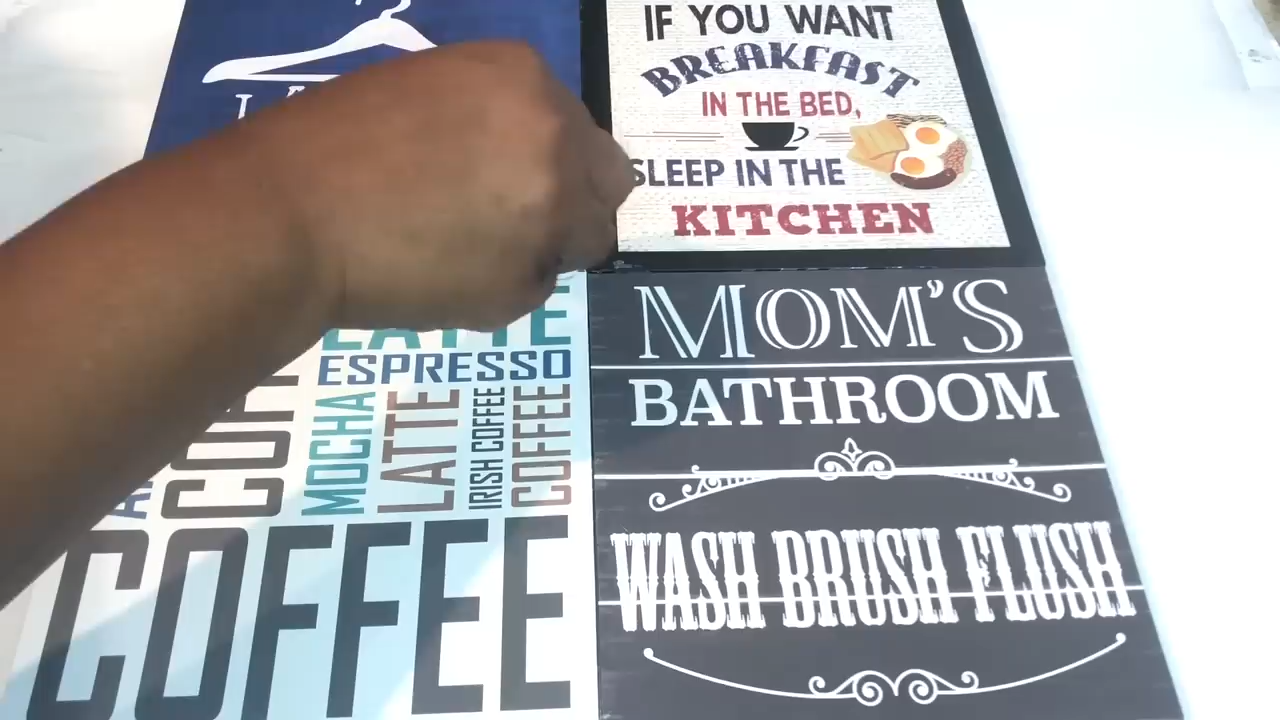 IF YOU WANT
BREAKFAST
IN THE BED,
SLEEP IN THE
KITCHEN
LATTE
ESPRESSO
MOCHA
LATTE
IRISH COFFEE
COFFEE
COFFEE
MOM'S
BATHROOM
WASH BRUSH FLUSH